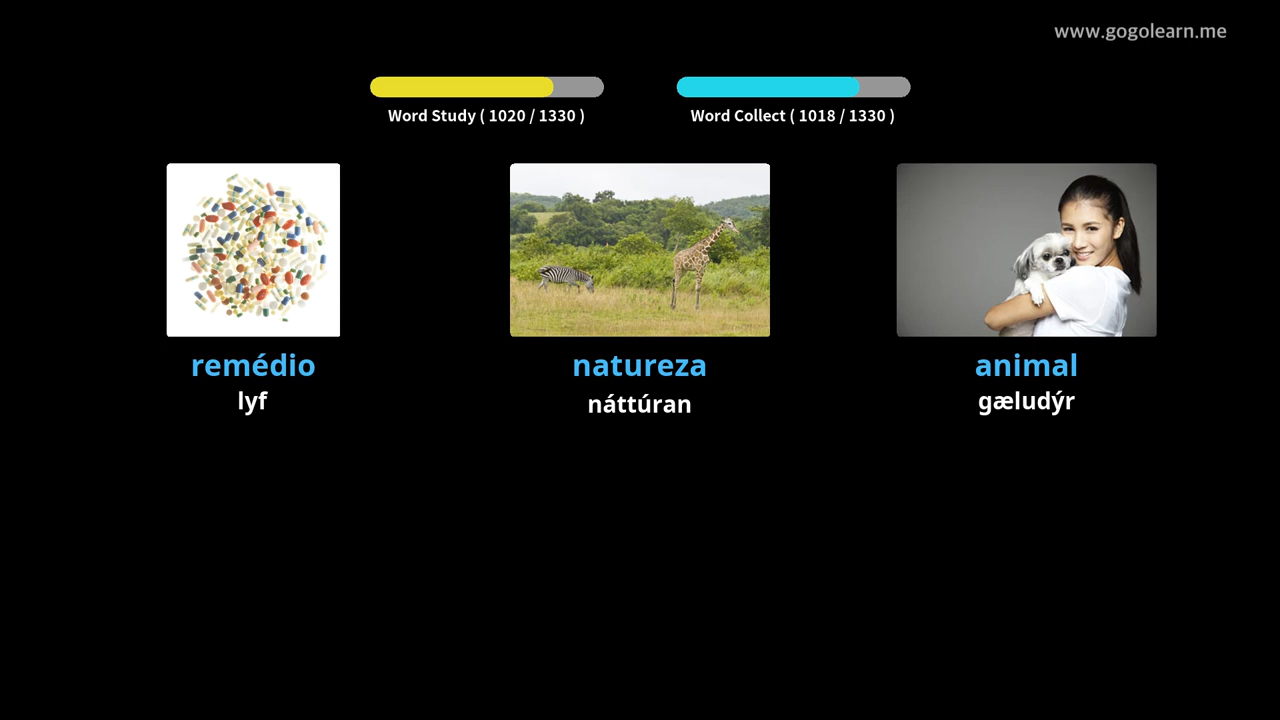 www.gogolearn.me
Word Study ( 1020 / 1330 )
Word Collect ( 1018 / 1330 )
remédio
lyf
natureza
náttúran
animal
gæludýr